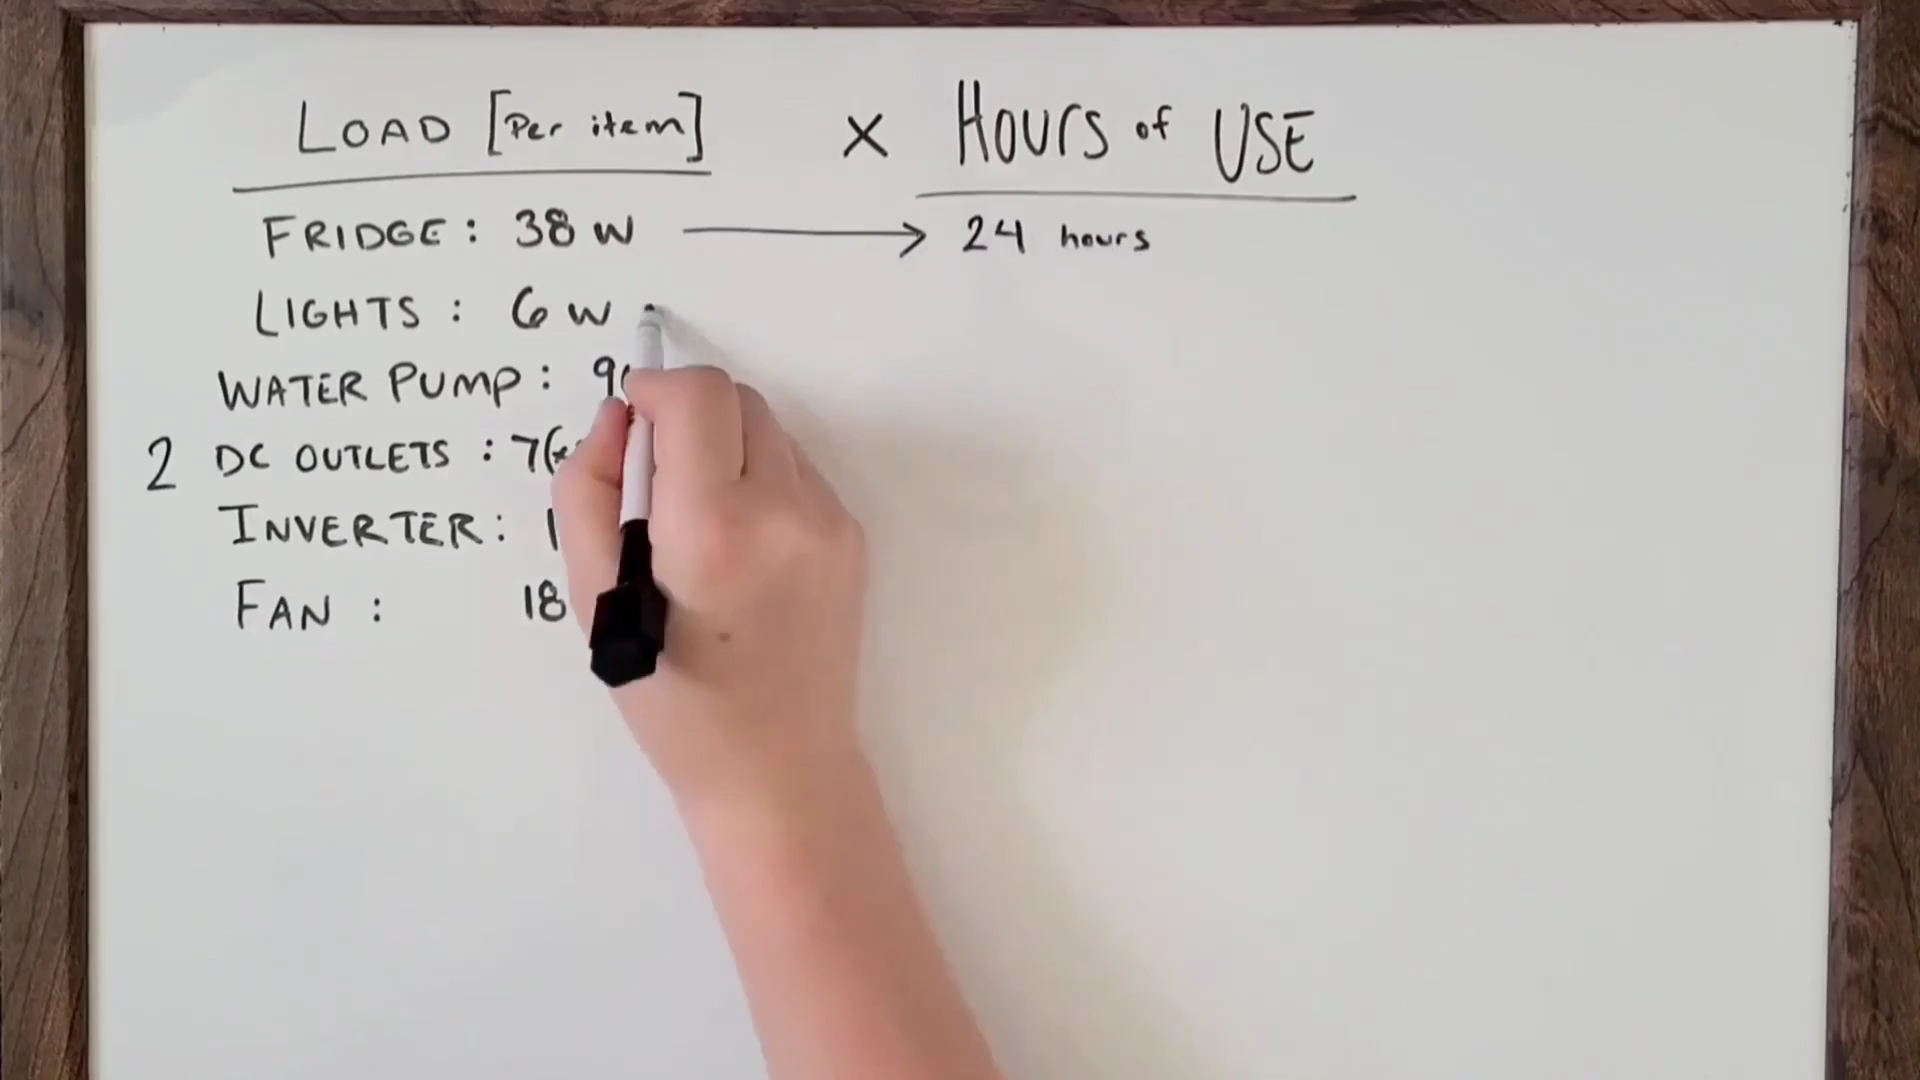 LOAD [Per item] x HOURS of USE
FRIDGE: 38 W → 24 hours
LIGHTS: 6 W
WATER PUMP:
2 DC OUTLETS:
INVERTER:
FAN: 18